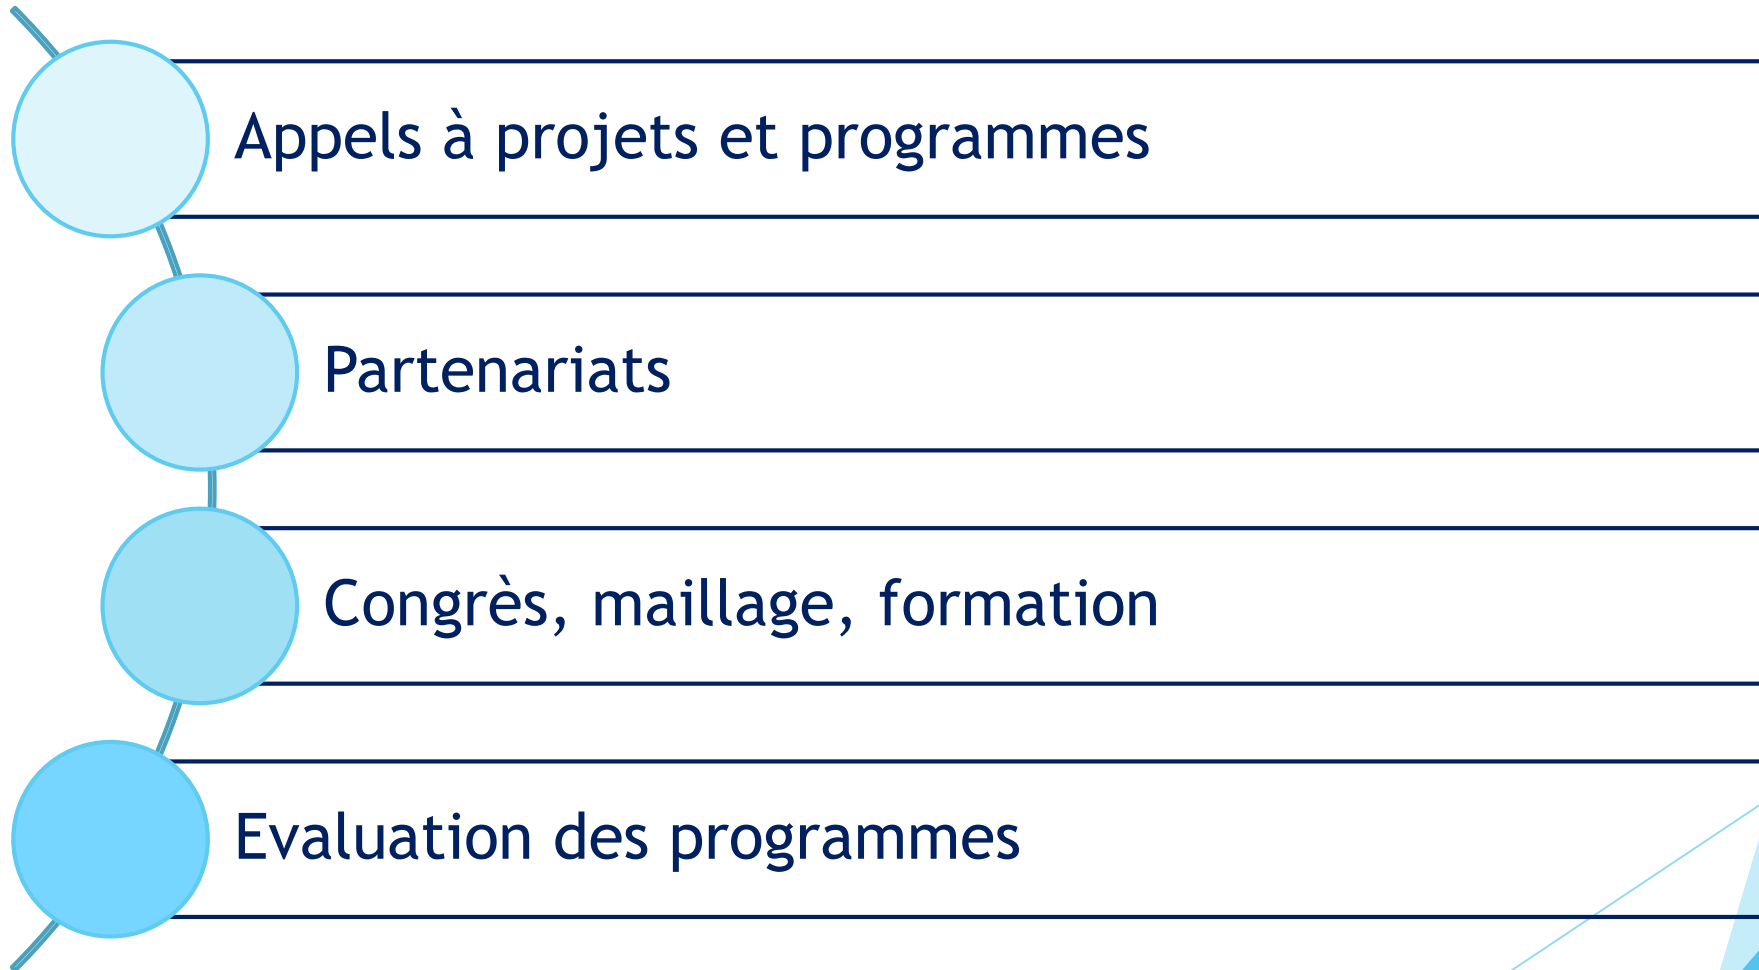 Appels à projets et programmes
Partenariats
Congrès, maillage, formation
Evaluation des programmes